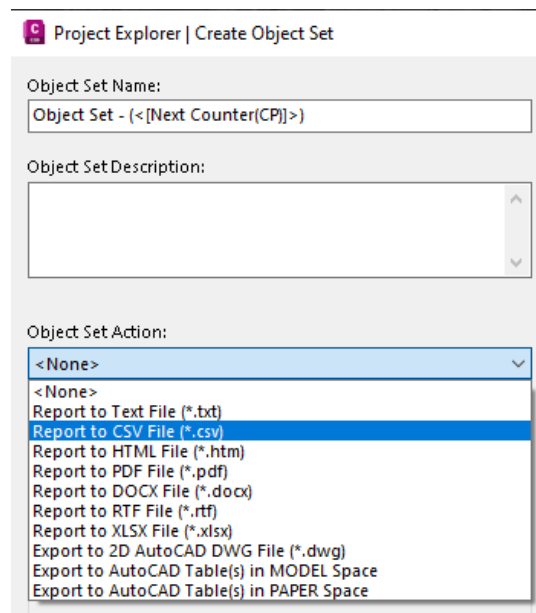 C
Project Explorer | Create Object Set
Object Set Name:
Object Set - (<[Next Counter(CP)]>)
Object Set Description:
Object Set Action:
<None>
<None>
Report to Text File (*.txt)
Report to CSV File (*.csv)
Report to HTML File (*.htm)
Report to PDF File (*.pdf)
Report to DOCX File (*.docx)
Report to RTF File (*.rtf)
Report to XLSX File (*.xlsx)
Export to 2D AutoCAD DWG File (*.dwg)
Export to AutoCAD Table(s) in MODEL Space
Export to AutoCAD Table(s) in PAPER Space